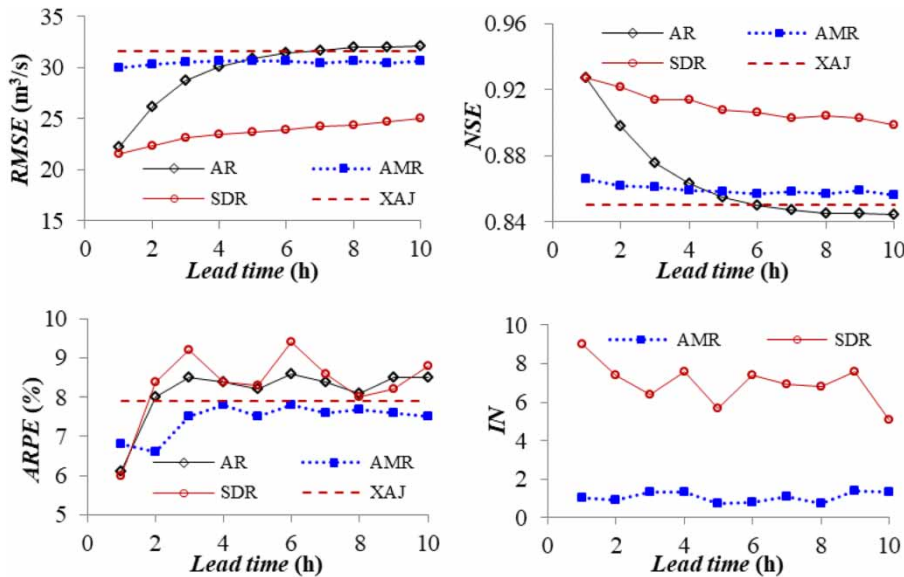 35
30
25
20
15
RMSE (m³/s)
AR
AMR
SDR
XAJ
0 2 4 6 8 10
Lead time (h)
0.96
0.92
0.88
0.84
NSE
AR
AMR
SDR
XAJ
0 2 4 6 8 10
Lead time (h)
10
9
8
7
6
5
ARPE (%)
AR
AMR
SDR
XAJ
0 2 4 6 8 10
Lead time (h)
10
8
6
4
2
0
IN
AMR
SDR
0 2 4 6 8 10
Lead time (h)